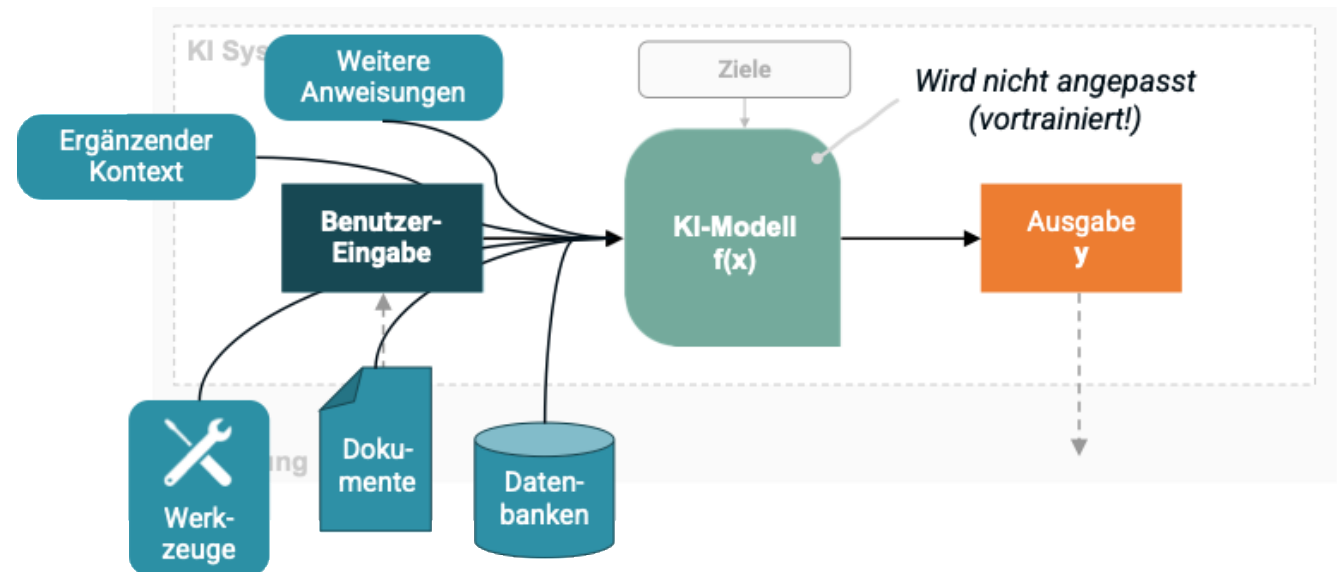 KI Sys
Weitere
Anweisungen
Ziele
Wird nicht angepasst
(vortrainiert!)
Ergänzender
Kontext
Benutzer-
Eingabe
KI-Modell
f(x)
Ausgabe
y
ung
Werk-
zeuge
Doku-
mente
Daten-
banken